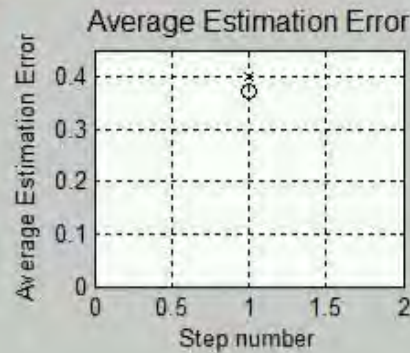 Average Estimation Error
Average Estimation Error
0.4
0.3
0.2
0.1
0
0 0.5 1 1.5 2
Step number